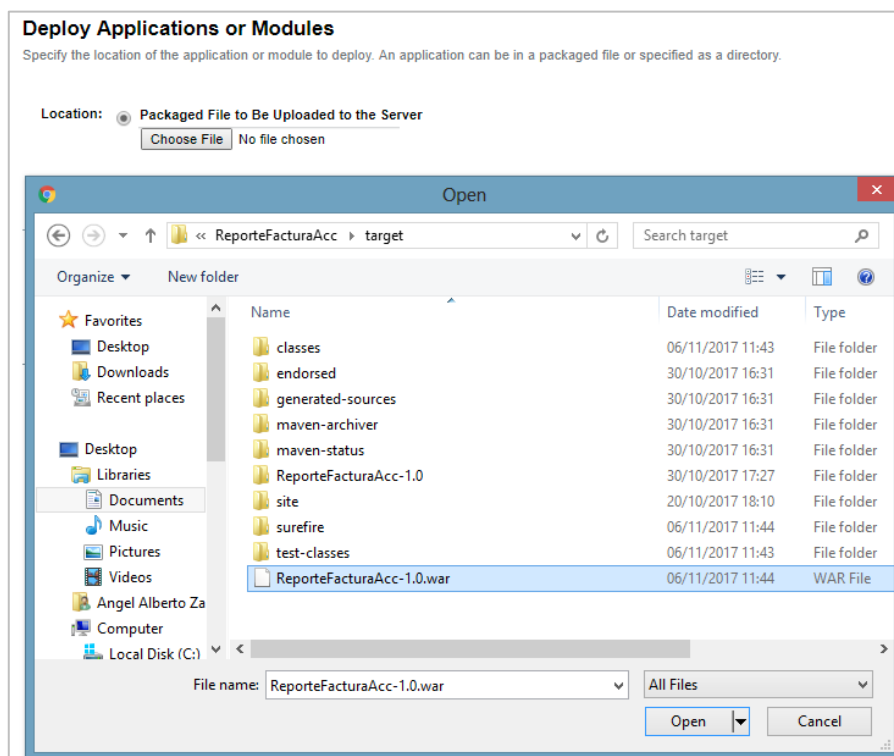 Deploy Applications or Modules
Specify the location of the application or module to deploy. An application can be in a packaged file or specified as a directory.
Location: Packaged File to Be Uploaded to the Server
Choose File No file chosen
Open
« ReporteFacturaAcc target Search target
Organize New folder
Name Date modified Type
Favorites
Desktop
Downloads
Recent places
Desktop
Libraries
Documents
Music
Pictures
Videos
Angel Alberto Za
Computer
Local Disk (C:)
classes 06/11/2017 11:43 File folder
endorsed 30/10/2017 16:31 File folder
generated-sources 30/10/2017 16:31 File folder
maven-archiver 30/10/2017 16:31 File folder
maven-status 30/10/2017 16:31 File folder
ReporteFacturaAcc-1.0 30/10/2017 17:27 File folder
site 20/10/2017 18:10 File folder
surefire 06/11/2017 11:44 File folder
test-classes 06/11/2017 11:43 File folder
ReporteFacturaAcc-1.0.war 06/11/2017 11:44 WAR File
File name: ReporteFacturaAcc-1.0.war All Files
Open Cancel